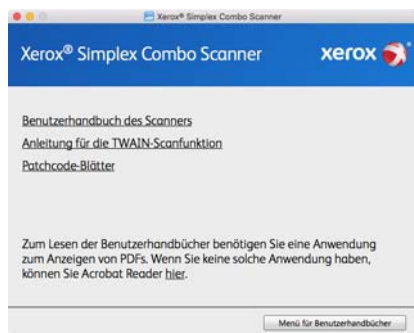 Xerox® Simplex Combo Scanner
Xerox® Simplex Combo Scanner
xerox
Benutzerhandbuch des Scanners
Anleitung für die TWAIN-Scanfunktion
Patchcode-Blätter
Zum Lesen der Benutzerhandbücher benötigen Sie eine Anwendung
zum Anzeigen von PDFs. Wenn Sie keine solche Anwendung haben,
können Sie Acrobat Reader hier.
Menü für Benutzerhandbücher